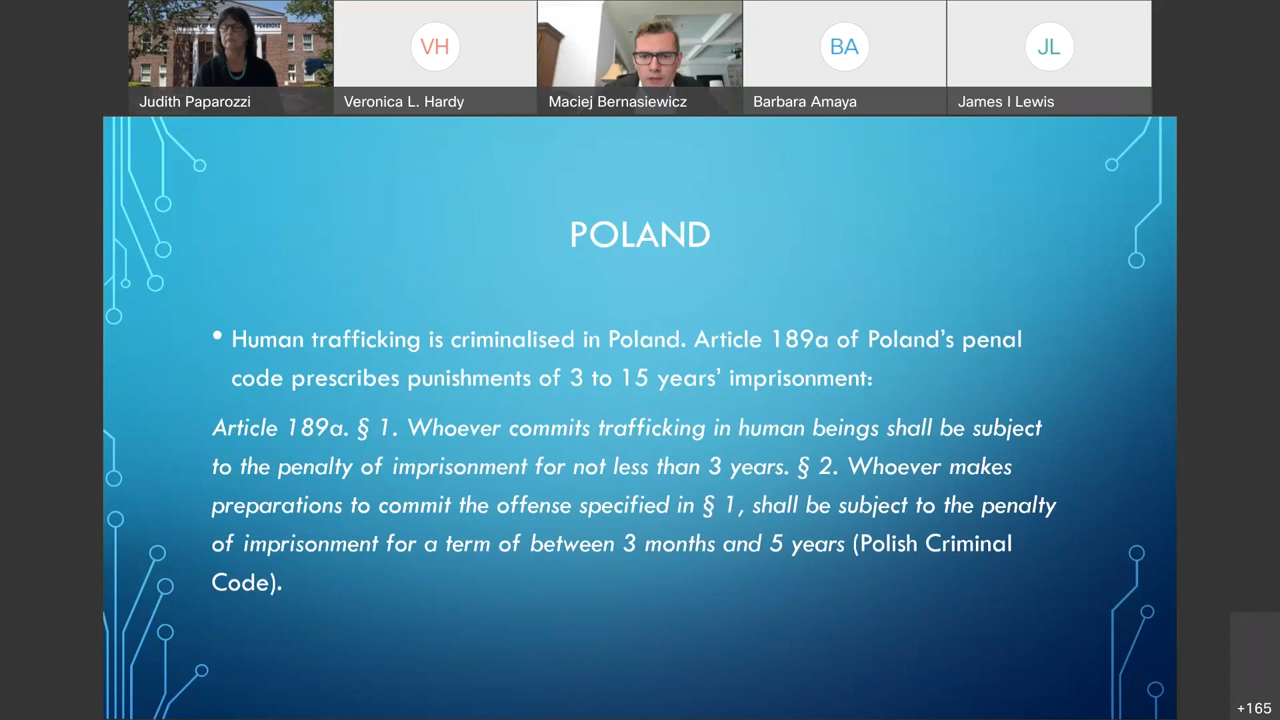 PEMBROKE
Judith Paparozzi
VH
Veronica L. Hardy
Maciej Bernasiewicz
BA
Barbara Amaya
JL
James I Lewis
POLAND
• Human trafficking is criminalised in Poland. Article 189a of Poland’s penal
code prescribes punishments of 3 to 15 years’ imprisonment:
Article 189a. § 1. Whoever commits trafficking in human beings shall be subject
to the penalty of imprisonment for not less than 3 years. § 2. Whoever makes
preparations to commit the offense specified in § 1, shall be subject to the penalty
of imprisonment for a term of between 3 months and 5 years (Polish Criminal
Code).
+165